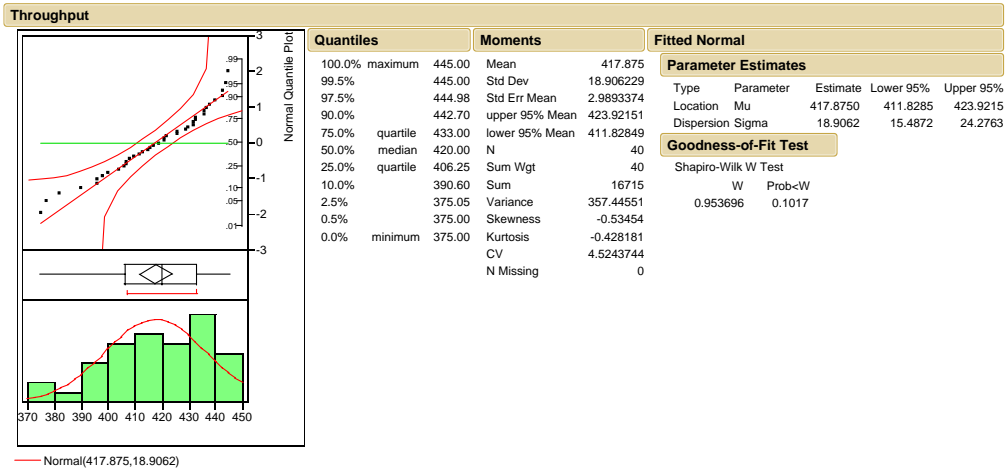 Throughput
3
2
1
0
-1
-2
-3
.99
.95
.90
.75
.50
.25
.10
.05
.01
Normal Quantile Plot
370 380 390 400 410 420 430 440 450
Normal(417.875,18.9062)
Quantiles
100.0% maximum 445.00
99.5% 445.00
97.5% 444.98
90.0% 442.70
75.0% quartile 433.00
50.0% median 420.00
25.0% quartile 406.25
10.0% 390.60
2.5% 375.05
0.5% 375.00
0.0% minimum 375.00
Moments
Mean 417.875
Std Dev 18.906229
Std Err Mean 2.9893374
upper 95% Mean 423.92151
lower 95% Mean 411.82849
N 40
Sum Wgt 40
Sum 16715
Variance 357.44551
Skewness -0.53454
Kurtosis -0.428181
CV 4.5243744
N Missing 0
Fitted Normal
Parameter Estimates
Type Parameter Estimate Lower 95% Upper 95%
Location Mu 417.8750 411.8285 423.9215
Dispersion Sigma 18.9062 15.4872 24.2763
Goodness-of-Fit Test
Shapiro-Wilk W Test
W Prob<W
0.953696 0.1017